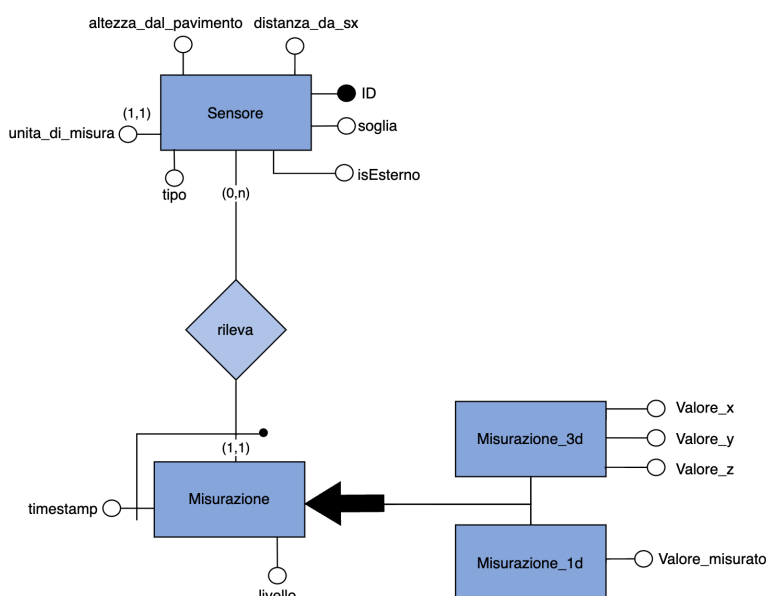 altezza_dal_pavimento distanza_da_sx
ID
Sensore
(1,1)
soglia
unita_di_misura
isEsterno
tipo
(0,n)
rileva
Valore_x
Misurazione_3d
Valore_y
(1,1)
Valore_z
Misurazione
timestamp
Valore_misurato
Misurazione_1d
livello